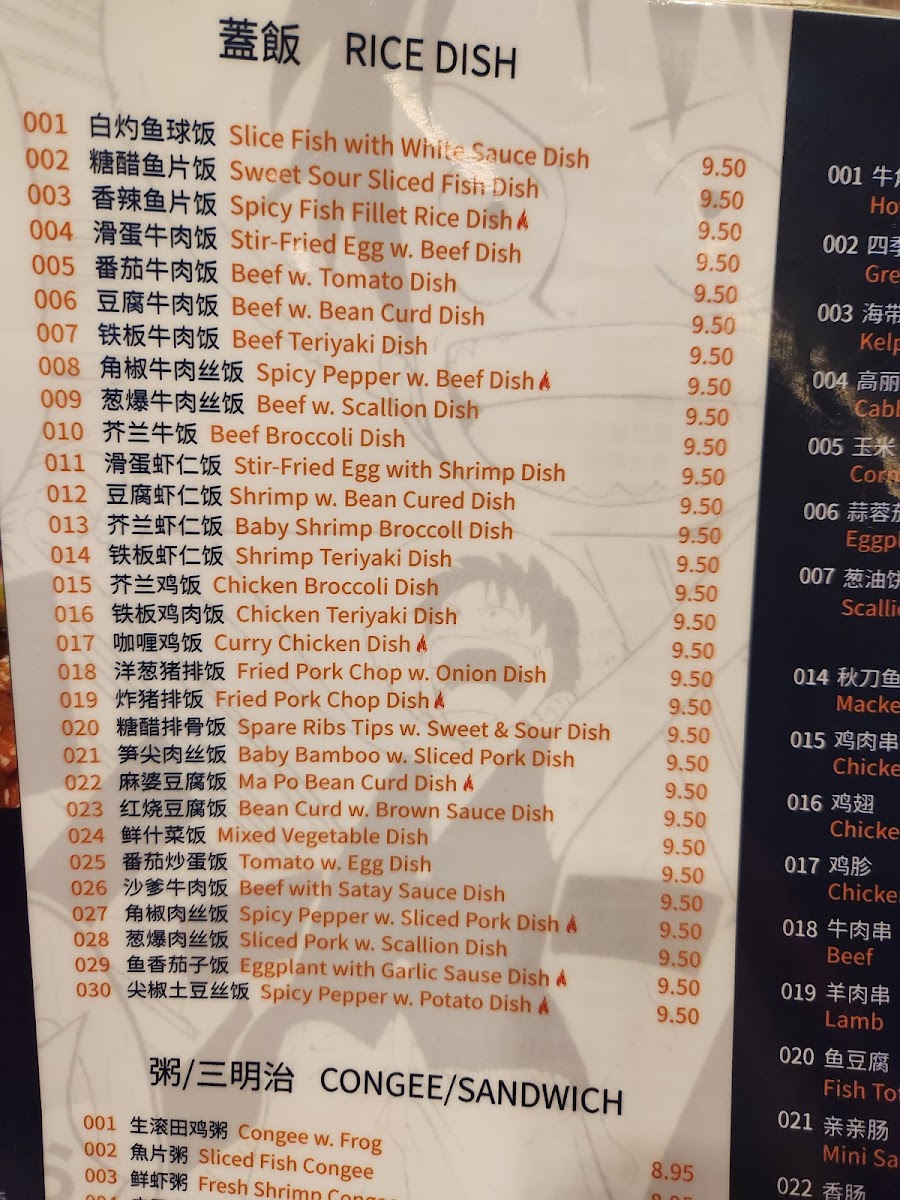 蓋飯 RICE DISH
001 白灼鱼球饭 Slice Fish with White Sauce Dish 9.50
002 糖醋鱼片饭 Sweet Sour Sliced Fish Dish 9.50
003 香辣鱼片饭 Spicy Fish Fillet Rice Dish 9.50
004 滑蛋牛肉饭 Stir-Fried Egg w. Beef Dish 9.50
005 番茄牛肉饭 Beef w. Tomato Dish 9.50
006 豆腐牛肉饭 Beef w. Bean Curd Dish 9.50
007 铁板牛肉饭 Beef Teriyaki Dish 9.50
008 角椒牛肉丝饭 Spicy Pepper w. Beef Dish 9.50
009 葱爆牛肉丝饭 Beef w. Scallion Dish 9.50
010 芥兰牛饭 Beef Broccoli Dish 9.50
011 滑蛋虾仁饭 Stir-Fried Egg with Shrimp Dish 9.50
012 豆腐虾仁饭 Shrimp w. Bean Cured Dish 9.50
013 芥兰虾仁饭 Baby Shrimp Broccoll Dish 9.50
014 铁板虾仁饭 Shrimp Teriyaki Dish 9.50
015 芥兰鸡饭 Chicken Broccoli Dish 9.50
016 铁板鸡肉饭 Chicken Teriyaki Dish 9.50
017 咖喱鸡饭 Curry Chicken Dish 9.50
018 洋葱猪排饭 Fried Pork Chop w. Onion Dish 9.50
019 炸猪排饭 Fried Pork Chop Dish 9.50
020 糖醋排骨饭 Spare Ribs Tips w. Sweet & Sour Dish 9.50
021 笋尖肉丝饭 Baby Bamboo w. Sliced Pork Dish 9.50
022 麻婆豆腐饭 Ma Po Bean Curd Dish 9.50
023 红烧豆腐饭 Bean Curd w. Brown Sauce Dish 9.50
024 鲜什菜饭 Mixed Vegetable Dish 9.50
025 番茄炒蛋饭 Tomato w. Egg Dish 9.50
026 沙爹牛肉饭 Beef with Satay Sauce Dish 9.50
027 角椒肉丝饭 Spicy Pepper w. Sliced Pork Dish 9.50
028 葱爆肉丝饭 Sliced Pork w. Scallion Dish 9.50
029 鱼香茄子饭 Eggplant with Garlic Sause Dish 9.50
030 尖椒土豆丝饭 Spicy Pepper w. Potato Dish 9.50
粥/三明治 CONGEE/SANDWICH
001 生滚田鸡粥 Congee w. Frog 8.95
002 魚片粥 Sliced Fish Congee
003 鲜虾粥 Fresh Shrimp
001 牛
Ho
002 四季
Gre
003 海带
Kelp
004 高丽
Cabb
005 玉米
Corn
006 蒜蓉茄
Eggpl
007 葱油饼
Scallio
014 秋刀鱼
Macke
015 鸡肉串
Chicke
016 鸡翅
Chicke
017 鸡胗
Chicke
018 牛肉串
Beef
019 羊肉串
Lamb
020 鱼豆腐
Fish To
021 亲亲肠
Mini Sa
022 香肠